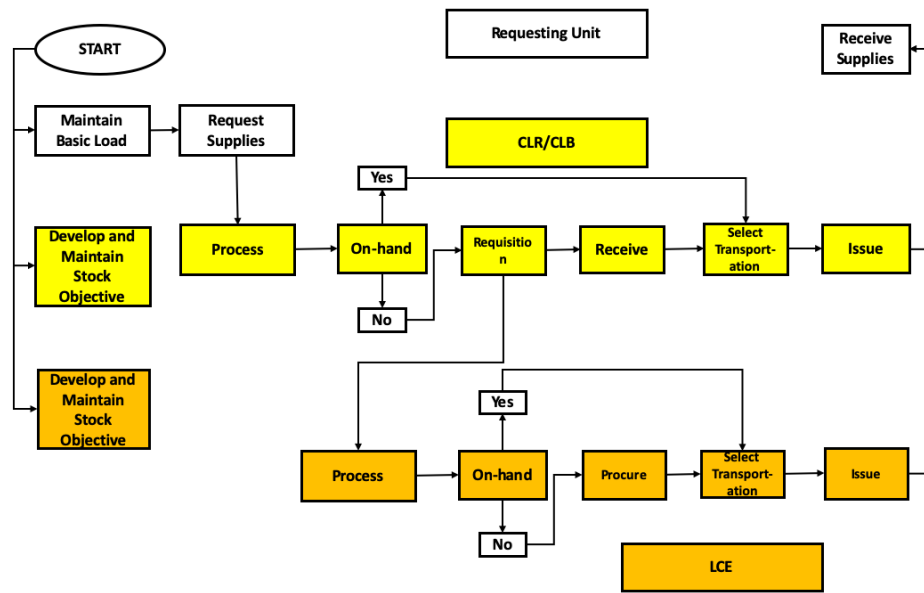 START
Requesting Unit
Receive
Supplies
Maintain
Basic Load
Request
Supplies
CLR/CLB
Yes
Develop and
Maintain
Stock
Objective
Process
On-hand
Requisitio
n
Receive
Select
Transport-
ation
Issue
No
Develop and
Maintain
Stock
Objective
Yes
Process
On-hand
Procure
Select
Transport-
ation
Issue
No
LCE